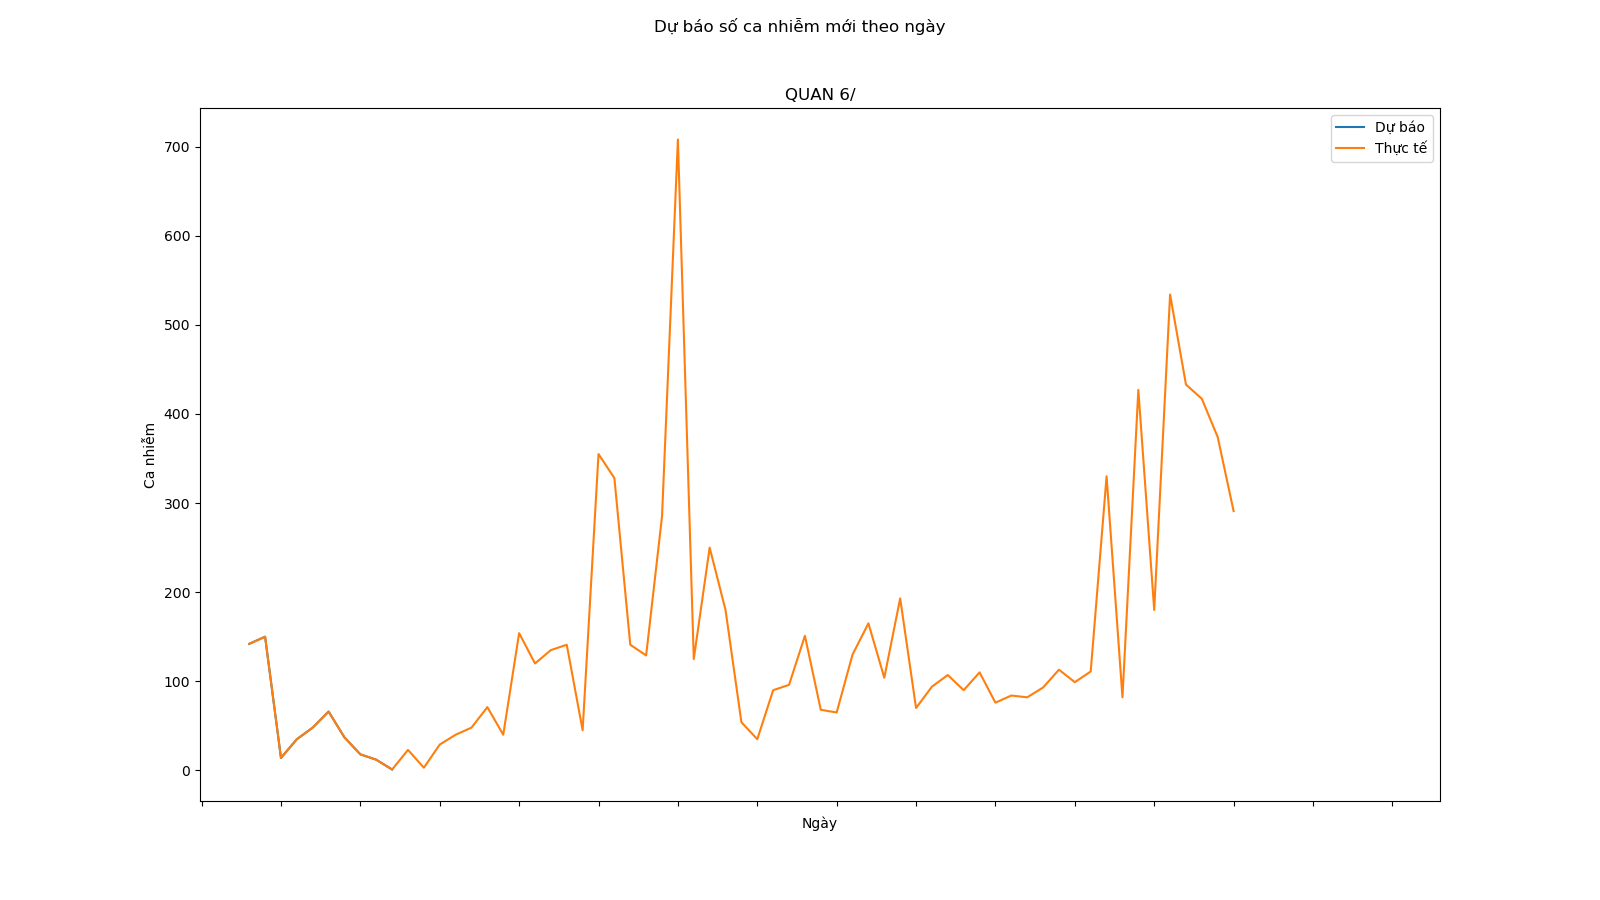 Dự báo số ca nhiễm mới theo ngày
QUAN 6/
Dự báo
Thực tế
700
600
500
400
300
200
100
0
Ca nhiễm
Ngày